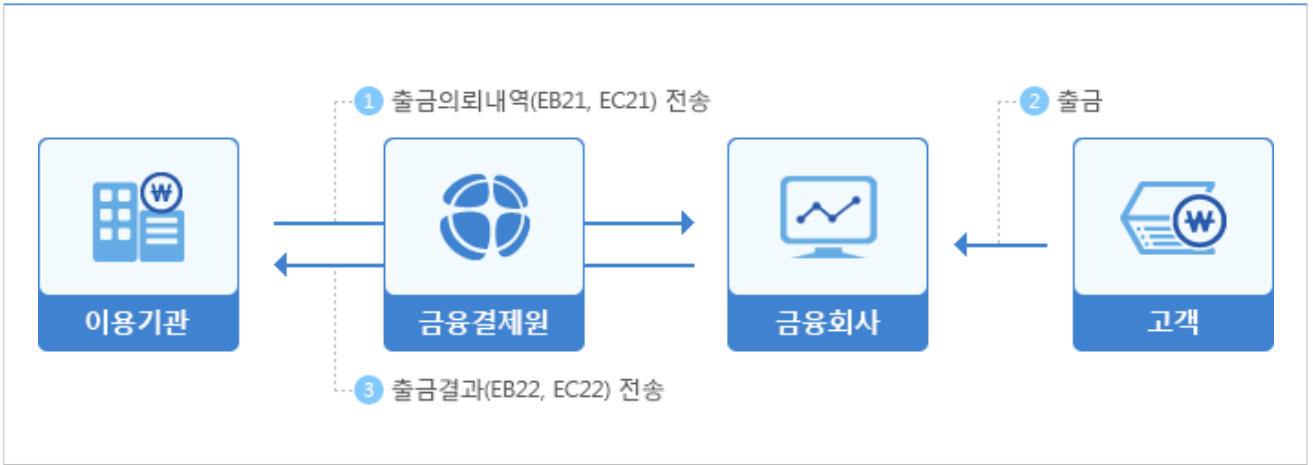 1 출금의뢰내역(EB21, EC21) 전송
2 출금
이용기관
금융결제원
금융회사
고객
3 출금결과(EB22, EC22) 전송